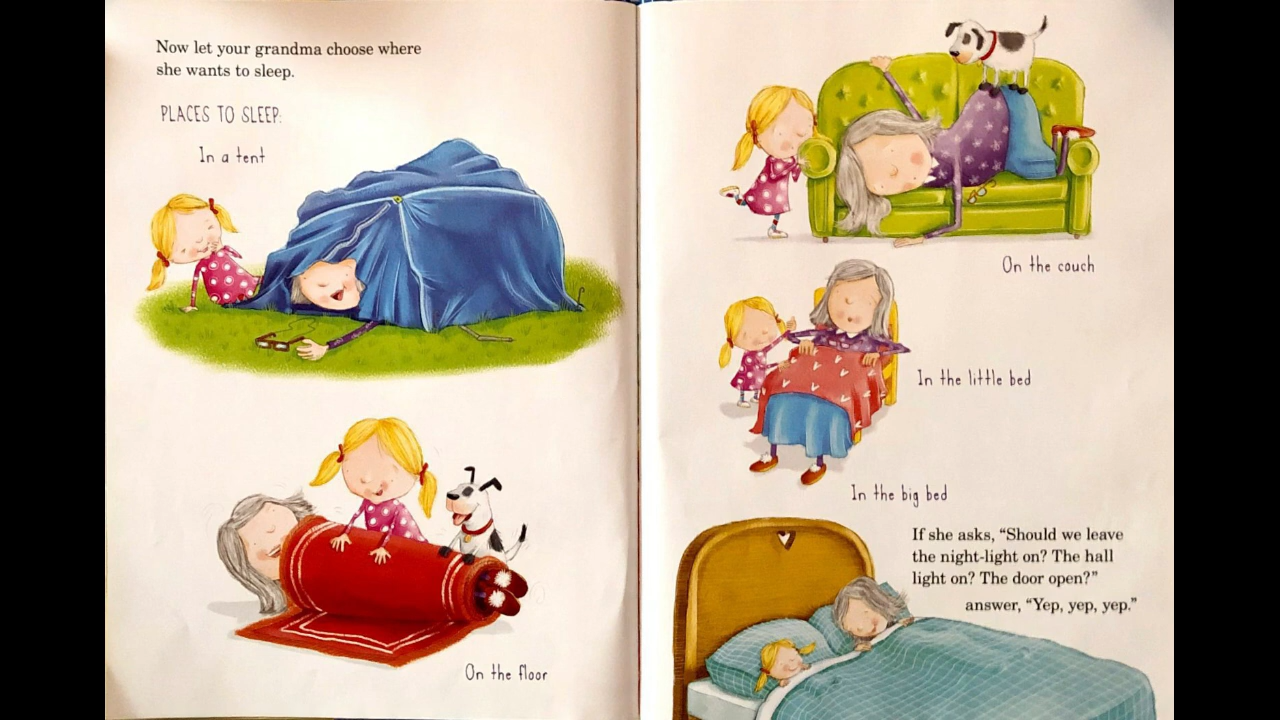 Now let your grandma choose where
she wants to sleep.
PLACES TO SLEEP:
In a tent
On the floor
On the couch
In the little bed
In the big bed
If she asks, “Should we leave
the night-light on? The hall
light on? The door open?”
answer, “Yep, yep, yep.”